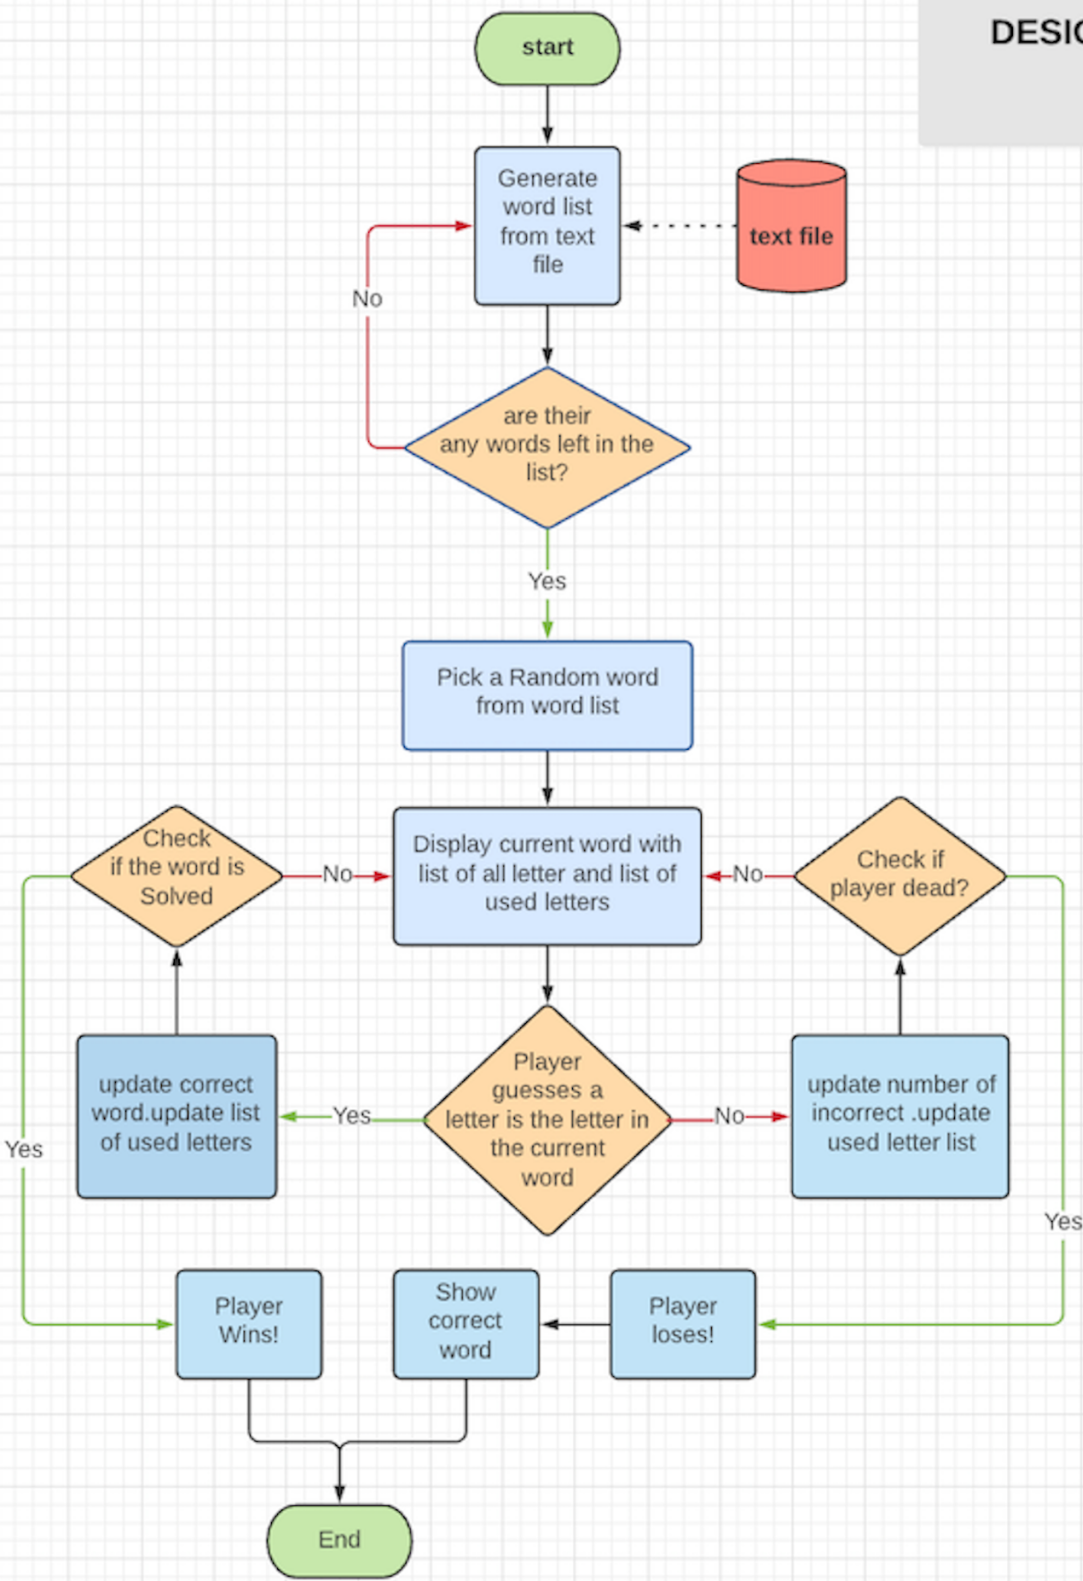 start
DESIG
Generate
word list
from text
file
text file
No
are their
any words left in the
list?
Yes
Pick a Random word
from word list
Check
if the word is
Solved
No
Display current word with
list of all letter and list of
used letters
No
Check if
player dead?
update correct
word.update list
of used letters
Yes
Player
guesses a
letter is the letter in
the current
word
No
update number of
incorrect .update
used letter list
Yes
Yes
Player
Wins!
Show
correct
word
Player
loses!
End